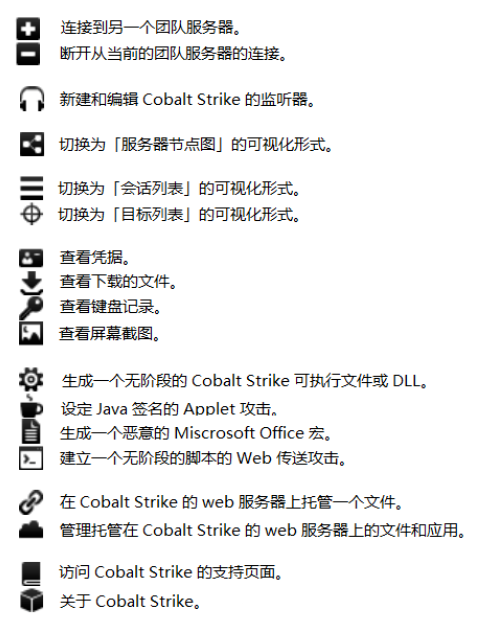 连接到另一个团队服务器。
断开从当前的团队服务器的连接。
新建和编辑 Cobalt Strike 的监听器。
切换为「服务器节点图」的可视化形式。
切换为「会话列表」的可视化形式。
切换为「目标列表」的可视化形式。
查看凭据。
查看下载的文件。
查看键盘记录。
查看屏幕截图。
生成一个无阶段的 Cobalt Strike 可执行文件或 DLL。
设定 Java 签名的 Applet 攻击。
生成一个恶意的 Miscrosoft Office 宏。
建立一个无阶段的脚本的 Web 传送攻击。
在 Cobalt Strike 的 web 服务器上托管一个文件。
管理托管在 Cobalt Strike 的 web 服务器上的文件和应用。
访问 Cobalt Strike 的支持页面。
关于 Cobalt Strike。